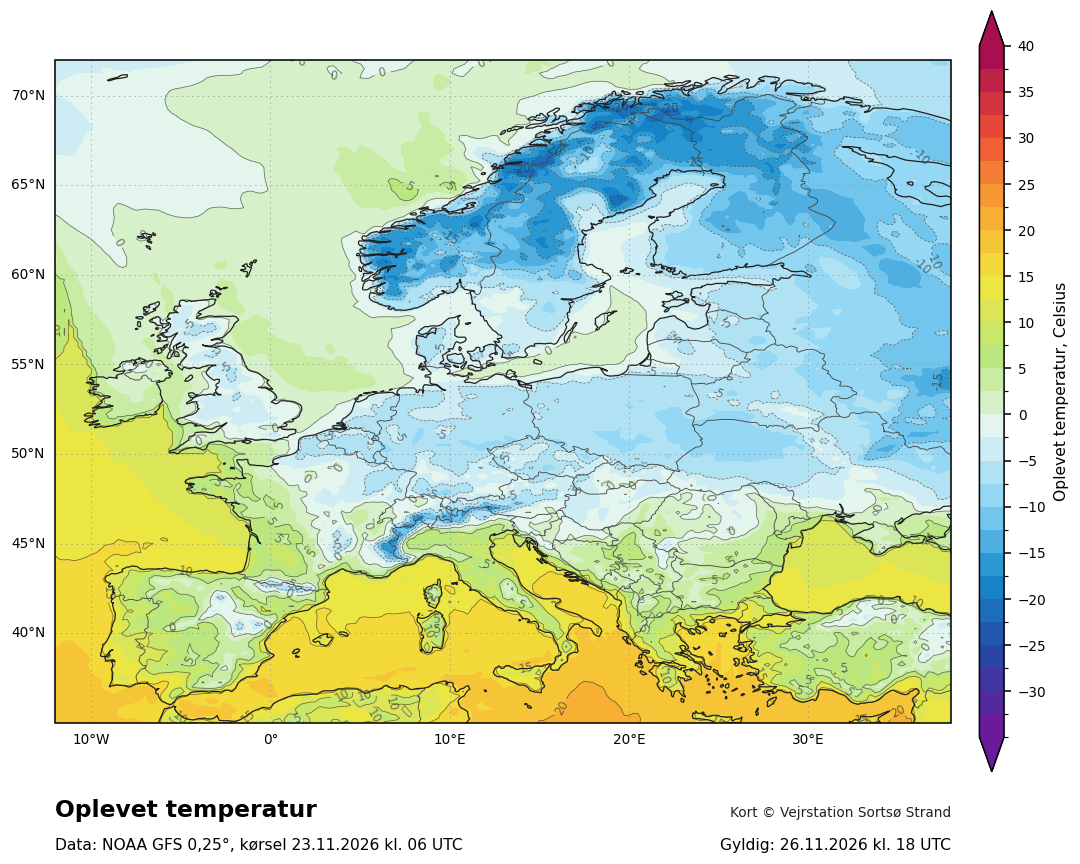 70°N
65°N
60°N
55°N
50°N
45°N
40°N
10°W
0°
10°E
20°E
30°E
40
35
30
25
20
15
10
5
0
−5
−10
−15
−20
−25
−30
Oplevet temperatur, Celsius
Oplevet temperatur
Kort © Vejrstation Sortsø Strand
Data: NOAA GFS 0,25°, kørsel 23.11.2026 kl. 06 UTC
Gyldig: 26.11.2026 kl. 18 UTC